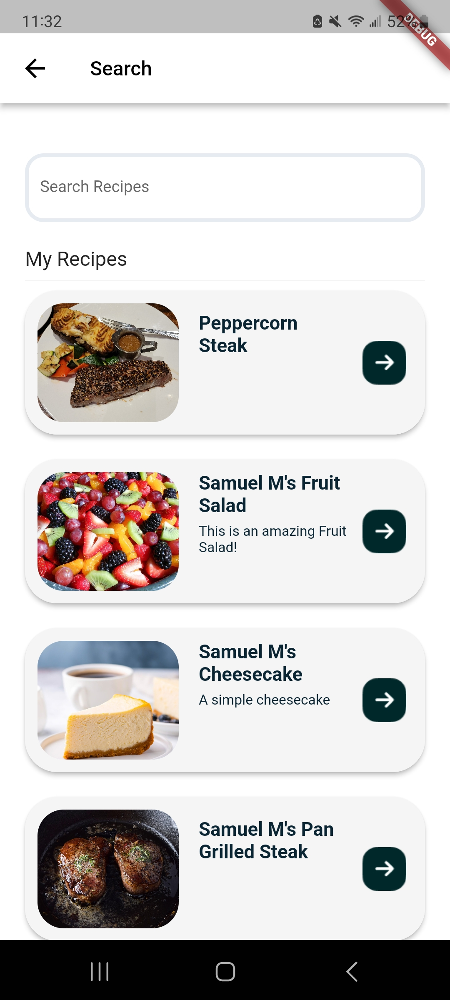 11:32
52%
DEBUG
Search
Search Recipes
My Recipes
Peppercorn
Steak
Samuel M's Fruit
Salad
This is an amazing Fruit
Salad!
Samuel M's
Cheesecake
A simple cheesecake
Samuel M's Pan
Grilled Steak